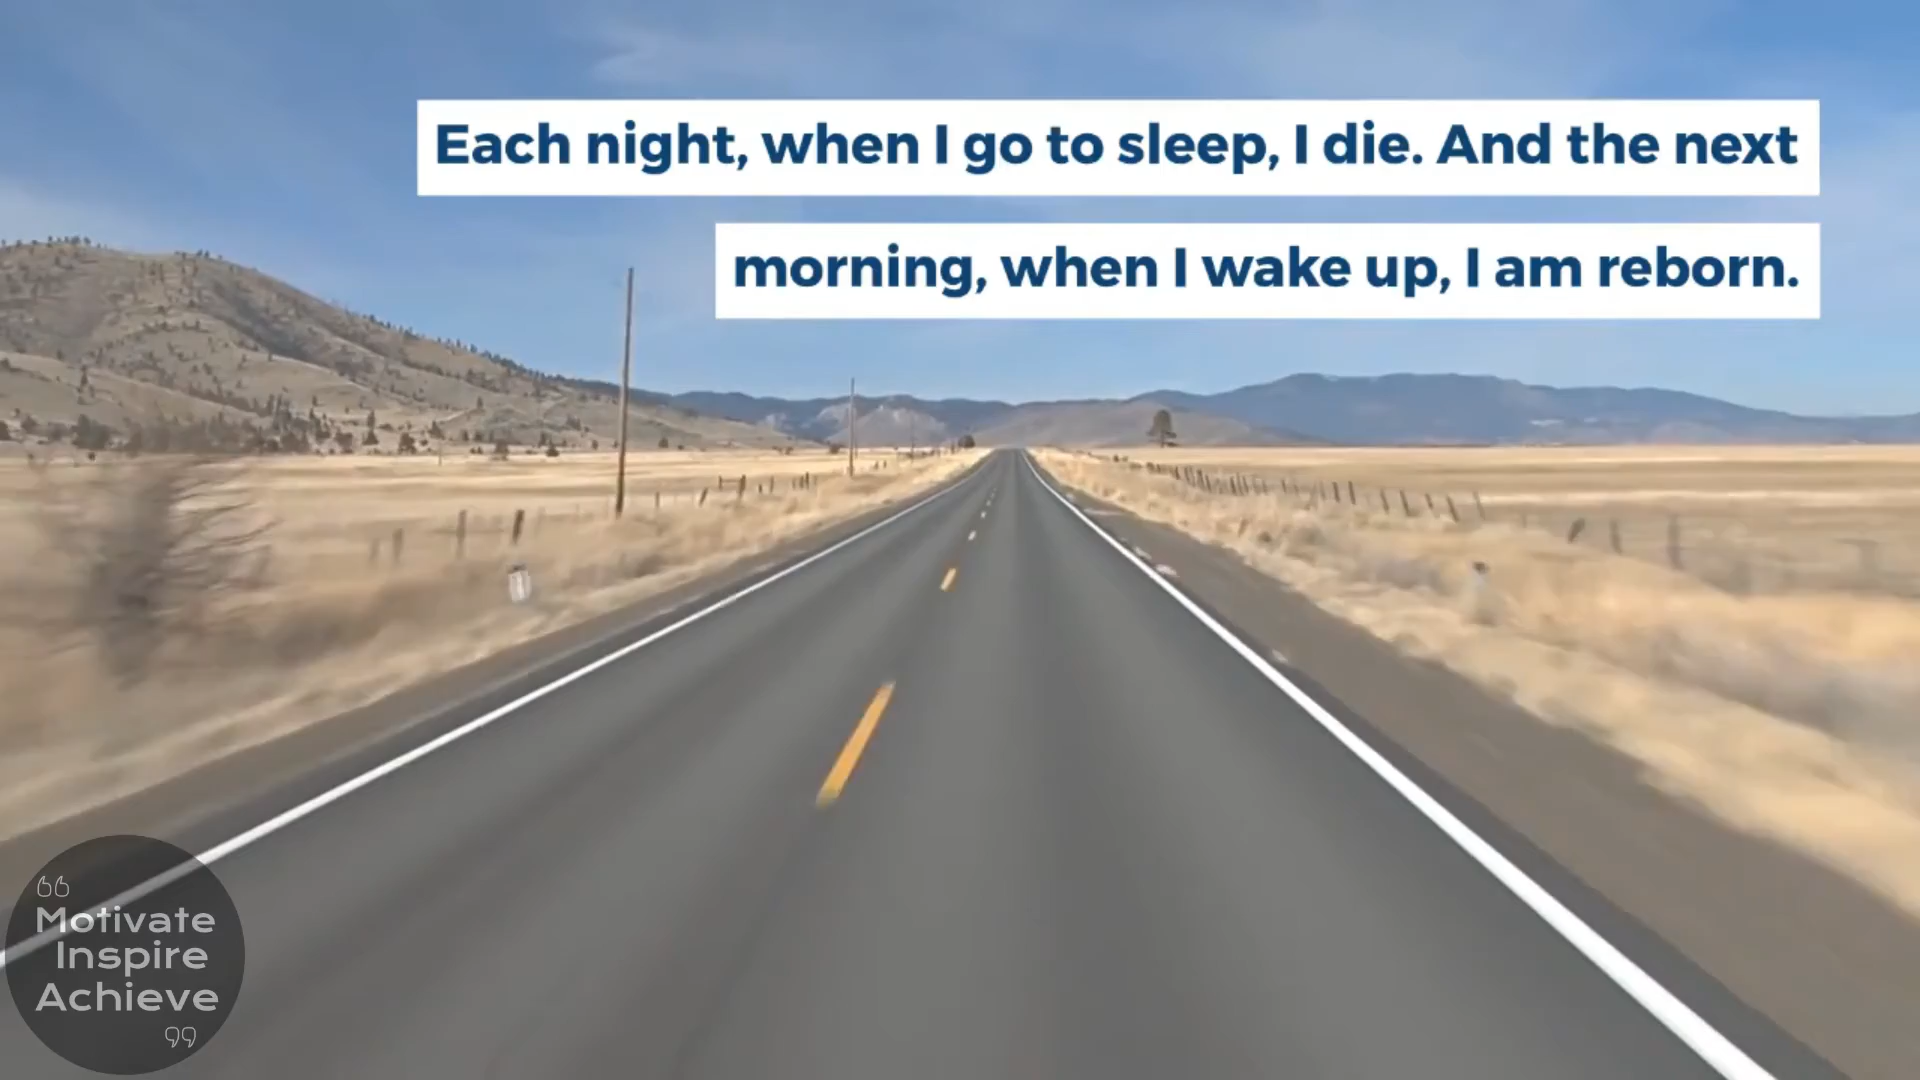 Each night, when I go to sleep, I die. And the next
morning, when I wake up, I am reborn.
Motivate
Inspire
Achieve